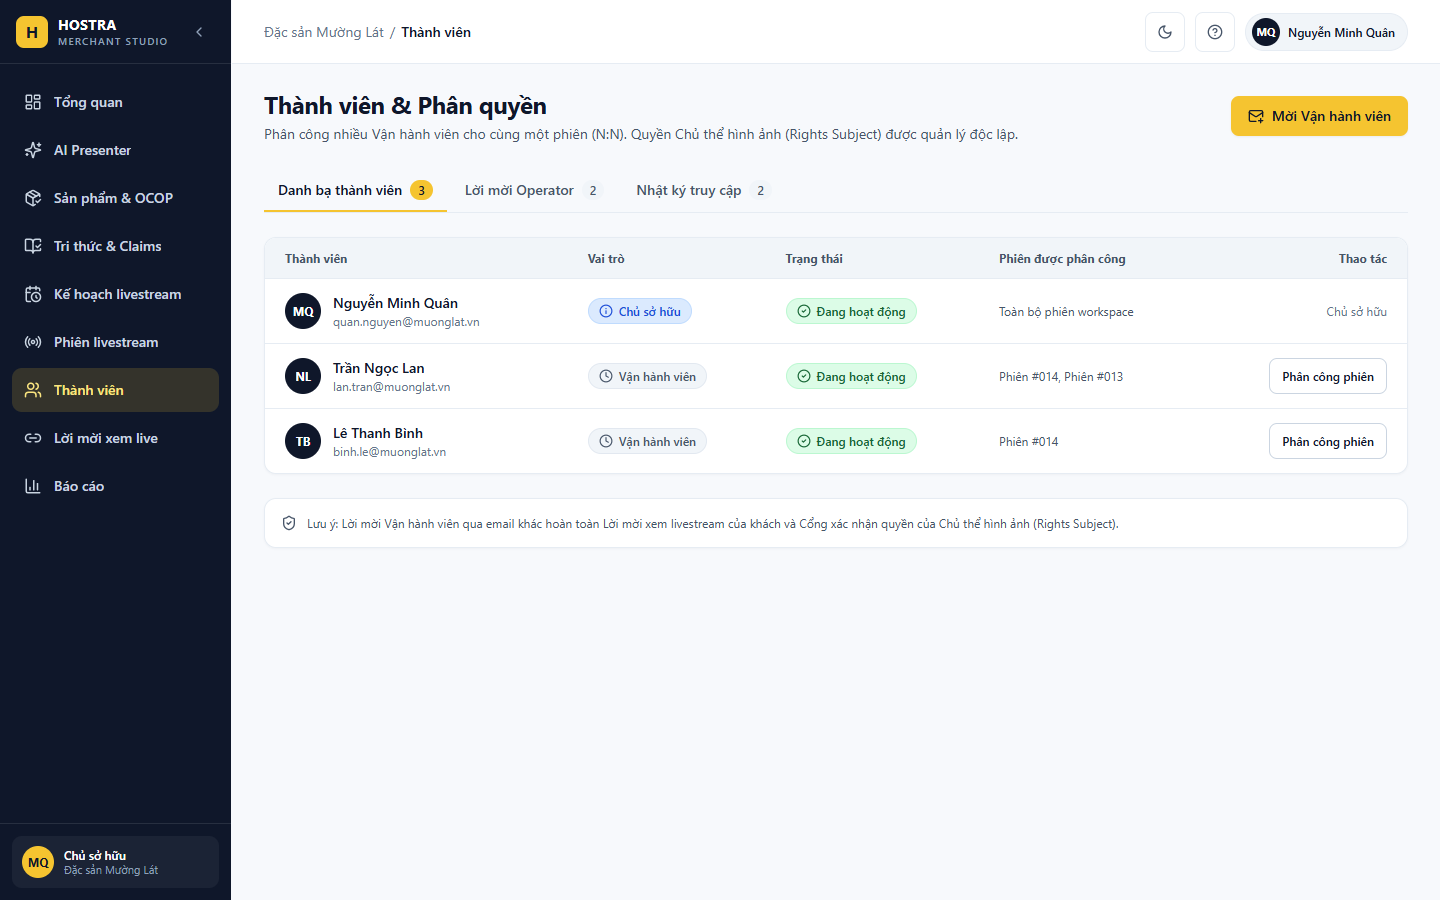 H
HOSTRA
MERCHANT STUDIO
Tổng quan
AI Presenter
Sản phẩm & OCOP
Tri thức & Claims
Kế hoạch livestream
Phiên livestream
Thành viên
Lời mời xem live
Báo cáo
MQ
Chủ sở hữu
Đặc sản Mường Lát
Đặc sản Mường Lát / Thành viên
MQ Nguyễn Minh Quân
Thành viên & Phân quyền
Phân công nhiều Vận hành viên cho cùng một phiên (N:N). Quyền Chủ thể hình ảnh (Rights Subject) được quản lý độc lập.
Mời Vận hành viên
Danh bạ thành viên 3 Lời mời Operator 2 Nhật ký truy cập 2
Thành viên Vai trò Trạng thái Phiên được phân công Thao tác
MQ Nguyễn Minh Quân
quan.nguyen@muonglat.vn
Chủ sở hữu Đang hoạt động Toàn bộ phiên workspace Chủ sở hữu
NL Trần Ngọc Lan
lan.tran@muonglat.vn
Vận hành viên Đang hoạt động Phiên #014, Phiên #013 Phân công phiên
TB Lê Thanh Bình
binh.le@muonglat.vn
Vận hành viên Đang hoạt động Phiên #014 Phân công phiên
Lưu ý: Lời mời Vận hành viên qua email khác hoàn toàn Lời mời xem livestream của khách và Cổng xác nhận quyền của Chủ thể hình ảnh (Rights Subject).